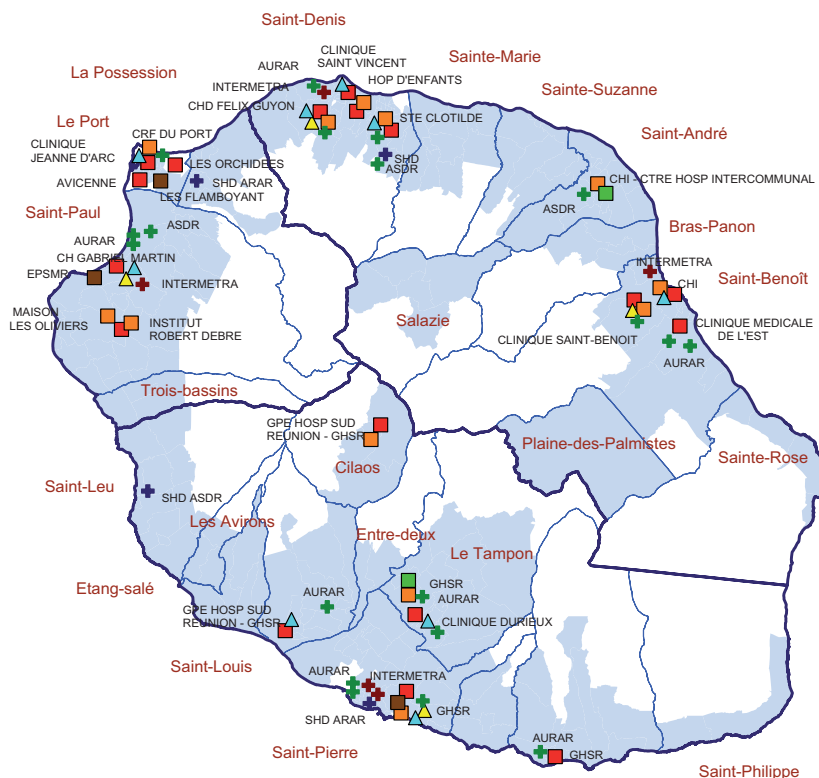 Saint-Denis
CLINIQUE
SAINT VINCENT
Sainte-Marie
AURAR
La Possession
INTERMETRA
HOP D'ENFANTS
Sainte-Suzanne
CHD FELIX GUYON
STE CLOTILDE
Le Port
CRF DU PORT
Saint-André
CLINIQUE
JEANNE D'ARC
LES ORCHIDÉES
SHD
ASDR
AVICENNE
SHD ARAR
LES FLAMBOYANT
CHI - CTRE HOSP INTERCOMMUNAL
ASDR
Saint-Paul
ASDR
AURAR
Bras-Panon
CH GABRIEL MARTIN
INTERMETRA
EPSMR
INTERMETRA
Saint-Benoît
CHI
MAISON
LES OLIVIERS
INSTITUT
ROBERT DEBRE
Salazie
CLINIQUE MEDICALE
DE L'EST
CLINIQUE SAINT-BENOIT
AURAR
Trois-bassins
GPE HOSP SUD
REUNION - GHSR
Plaine-des-Palmistes
Sainte-Rose
Cilaos
Saint-Leu
SHD ASDR
Les Avirons
Entre-deux
Le Tampon
Etang-salé
AURAR
GHSR
AURAR
GPE HOSP SUD
REUNION - GHSR
CLINIQUE DURIEUX
Saint-Louis
AURAR
INTERMETRA
SHD ARAR
GHSR
Saint-Pierre
AURAR
GHSR
Saint-Philippe